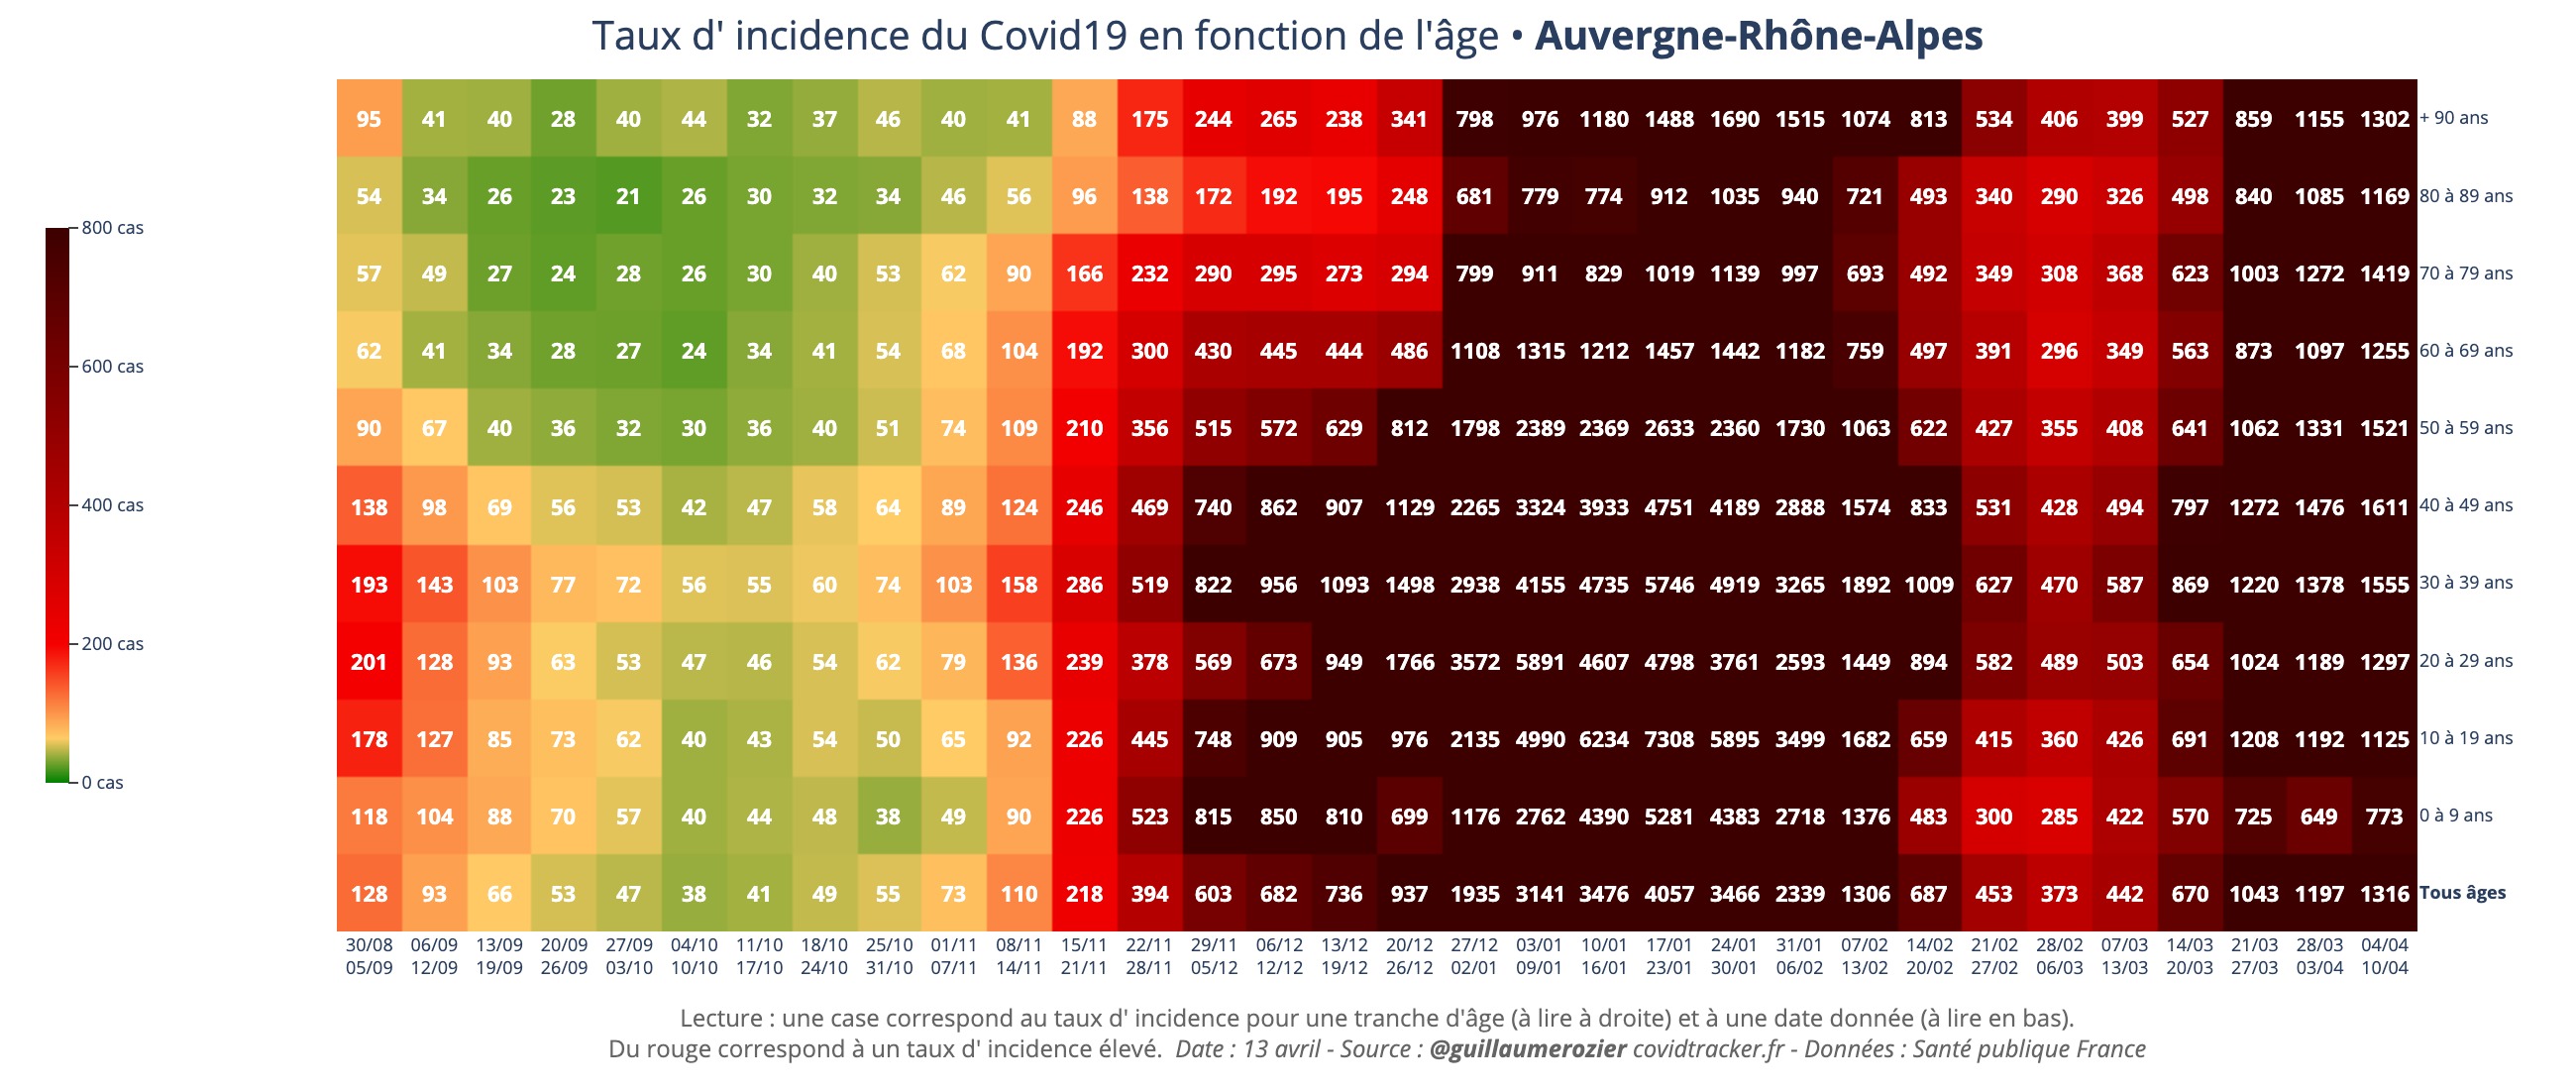 Taux d' incidence du Covid19 en fonction de l'âge • Auvergne-Rhône-Alpes
95 41 40 28 40 44 32 37 46 40 41 88 175 244 265 238 341 798 976 1180 1488 1690 1515 1074 813 534 406 399 527 859 1155 1302 + 90 ans
54 34 26 23 21 26 30 32 34 46 56 96 138 172 192 195 248 681 779 774 912 1035 940 721 493 340 290 326 498 840 1085 1169 80 à 89 ans
800 cas
57 49 27 24 28 26 30 40 53 62 90 166 232 290 295 273 294 799 911 829 1019 1139 997 693 492 349 308 368 623 1003 1272 1419 70 à 79 ans
62 41 34 28 27 24 34 41 54 68 104 192 300 430 445 444 486 1108 1315 1212 1457 1442 1182 759 497 391 296 349 563 873 1097 1255 60 à 69 ans
600 cas
90 67 40 36 32 30 36 40 51 74 109 210 356 515 572 629 812 1798 2389 2369 2633 2360 1730 1063 622 427 355 408 641 1062 1331 1521 50 à 59 ans
400 cas
138 98 69 56 53 42 47 58 64 89 124 246 469 740 862 907 1129 2265 3324 3933 4751 4189 2888 1574 833 531 428 494 797 1272 1476 1611 40 à 49 ans
193 143 103 77 72 56 55 60 74 103 158 286 519 822 956 1093 1498 2938 4155 4735 5746 4919 3265 1892 1009 627 470 587 869 1220 1378 1555 30 à 39 ans
200 cas
201 128 93 63 53 47 46 54 62 79 136 239 378 569 673 949 1766 3572 5891 4607 4798 3761 2593 1449 894 582 489 503 654 1024 1189 1297 20 à 29 ans
178 127 85 73 62 40 43 54 50 65 92 226 445 748 909 905 976 2135 4990 6234 7308 5895 3499 1682 659 415 360 426 691 1208 1192 1125 10 à 19 ans
0 cas
118 104 88 70 57 40 44 48 38 49 90 226 523 815 850 810 699 1176 2762 4390 5281 4383 2718 1376 483 300 285 422 570 725 649 773 0 à 9 ans
128 93 66 53 47 38 41 49 55 73 110 218 394 603 682 736 937 1935 3141 3476 4057 3466 2339 1306 687 453 373 442 670 1043 1197 1316 Tous âges
30/08 06/09 13/09 20/09 27/09 04/10 11/10 18/10 25/10 01/11 08/11 15/11 22/11 29/11 06/12 13/12 20/12 27/12 03/01 10/01 17/01 24/01 31/01 07/02 14/02 21/02 28/02 07/03 14/03 21/03 28/03 04/04
05/09 12/09 19/09 26/09 03/10 10/10 17/10 24/10 31/10 07/11 14/11 21/11 28/11 05/12 12/12 19/12 26/12 02/01 09/01 16/01 23/01 30/01 06/02 13/02 20/02 27/02 06/03 13/03 20/03 27/03 03/04 10/04
Lecture : une case correspond au taux d' incidence pour une tranche d'âge (à lire à droite) et à une date donnée (à lire en bas).
Du rouge correspond à un taux d' incidence élevé. Date : 13 avril - Source : @guillaumerozier covidtracker.fr - Données : Santé publique France